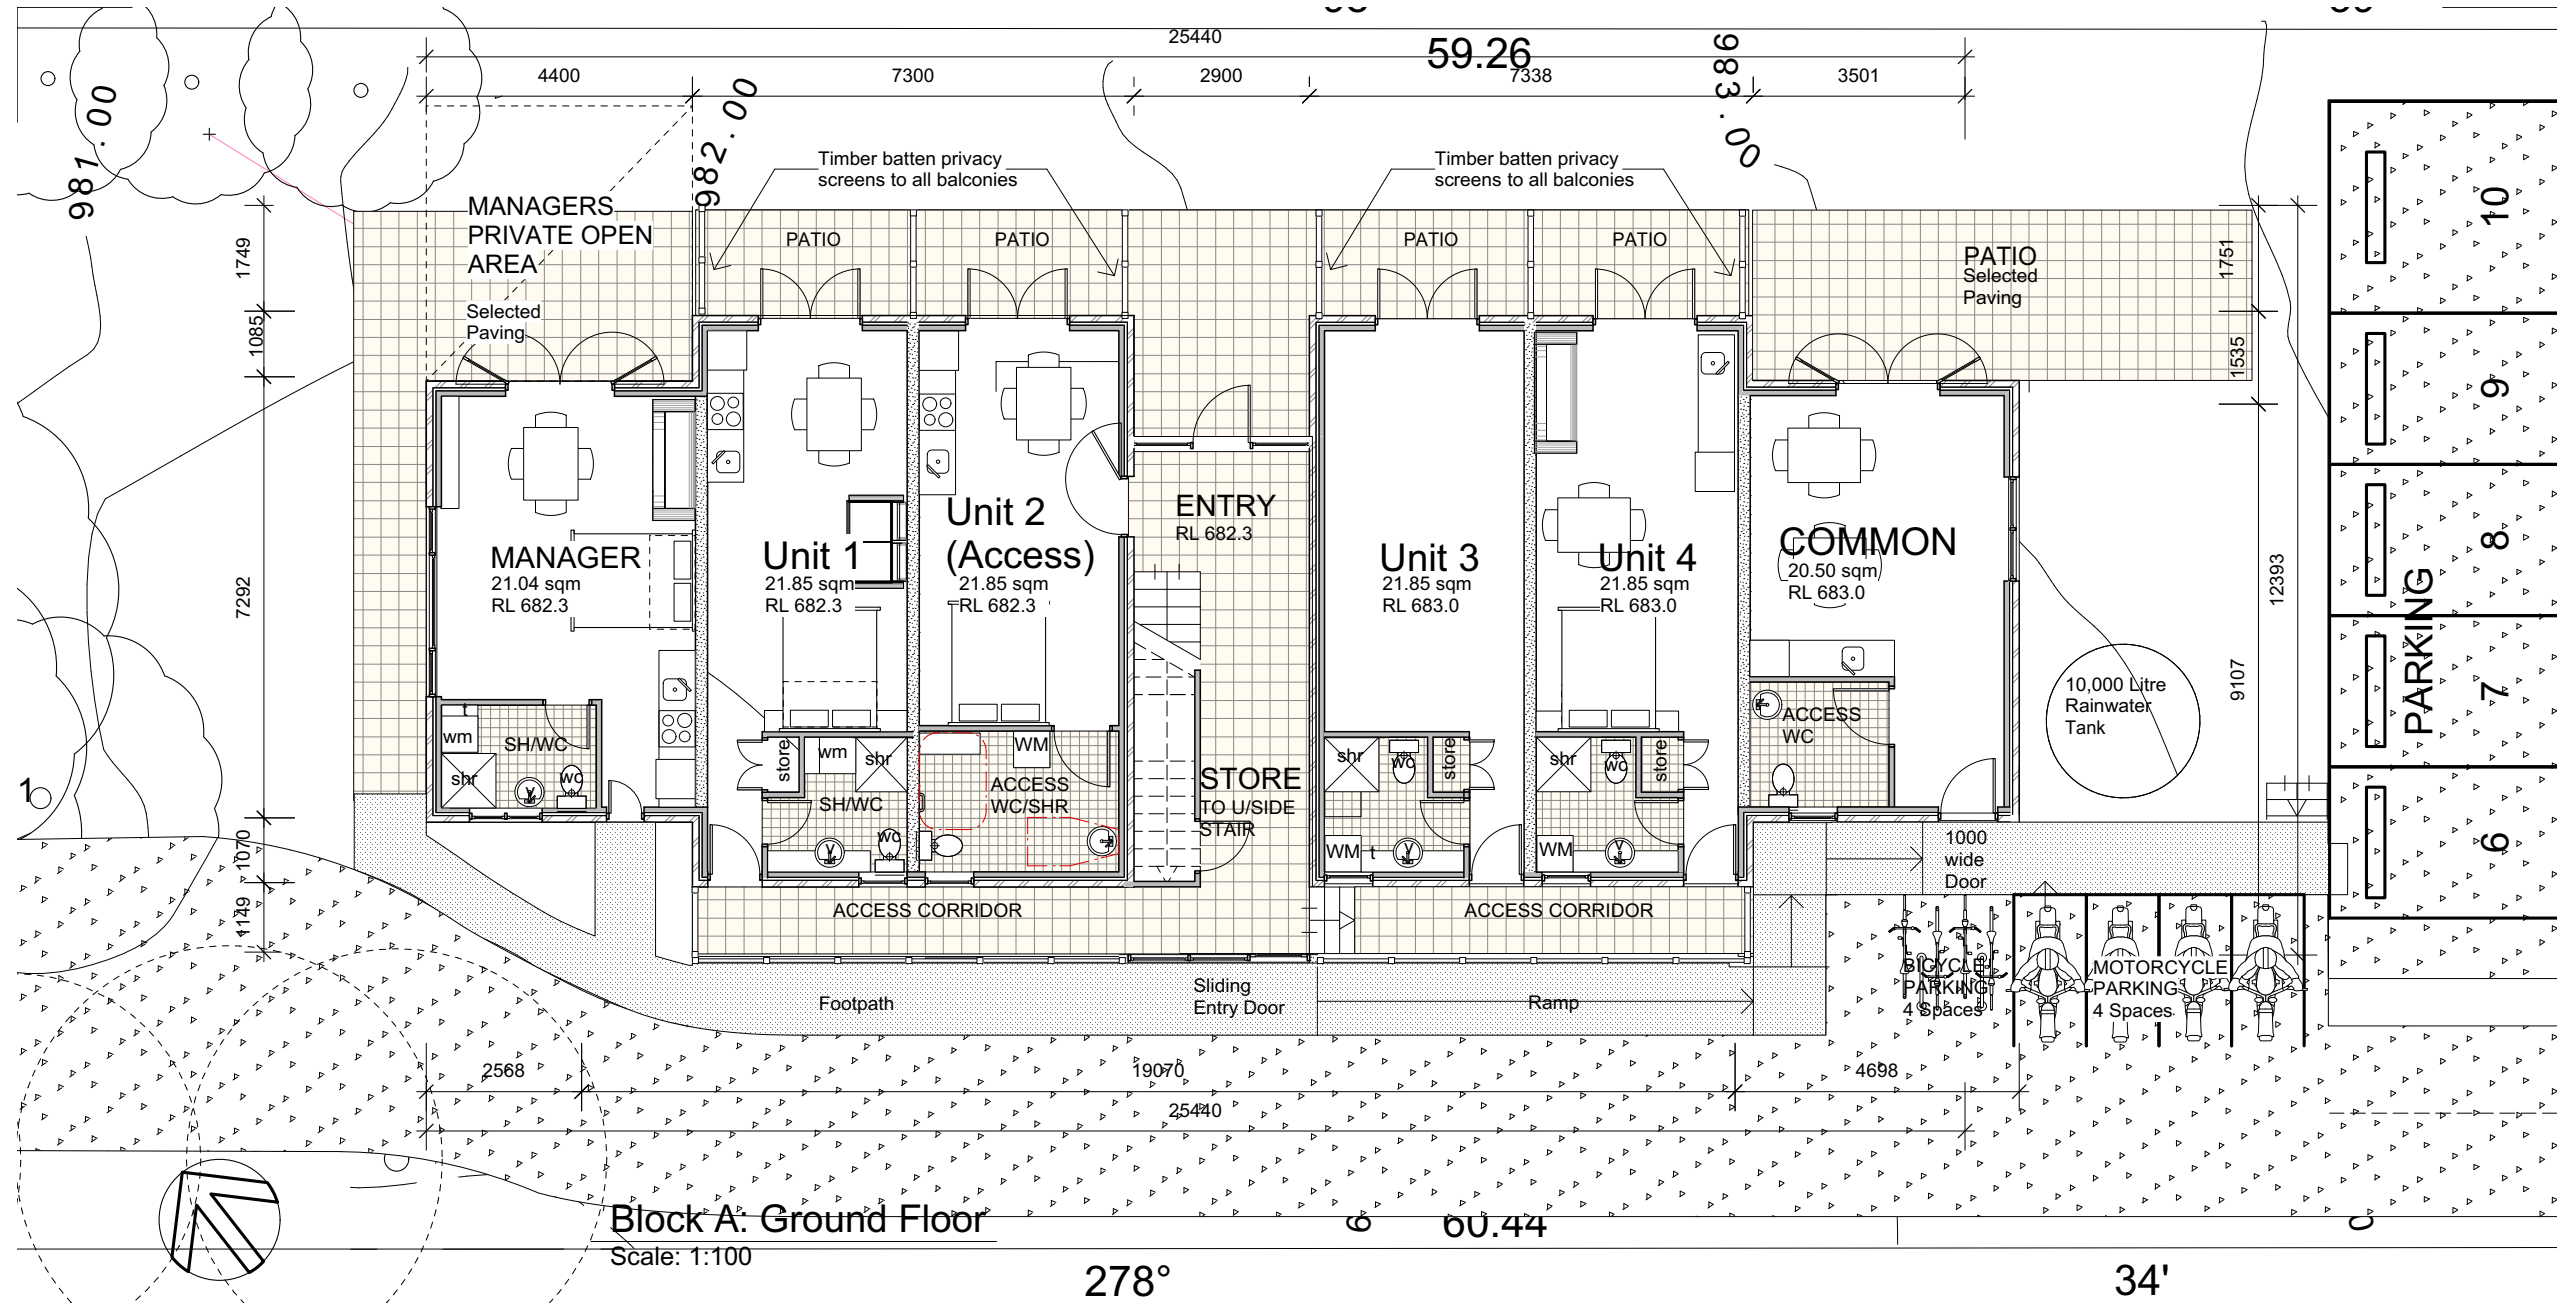 25440
59.26
4400
7300
2900
7338
3501
981.00
982.00
983.00
Timber batten privacy
screens to all balconies
Timber batten privacy
screens to all balconies
MANAGERS
PRIVATE OPEN
AREA
Selected
Paving
PATIO
PATIO
PATIO
PATIO
PATIO
Selected
Paving
1749
1085
7292
1070
1149
1751
1535
12393
9107
10
9
8
7
6
PARKING
MANAGER
21.04 sqm
RL 682.3
Unit 1
21.85 sqm
RL 682.3
Unit 2
(Access)
21.85 sqm
RL 682.3
ENTRY
RL 682.3
Unit 3
21.85 sqm
RL 683.0
Unit 4
21.85 sqm
RL 683.0
COMMON
20.50 sqm
RL 683.0
10,000 Litre
Rainwater
Tank
t
wm
SH/WC
shr
wc
store
wm
shr
SH/WC
wc
WM
ACCESS
WC/SHR
STORE
TO U/SIDE
STAIR
shr
wc
store
WM
t
shr
wc
store
WM
ACCESS
WC
1
1000
wide
Door
ACCESS CORRIDOR
ACCESS CORRIDOR
Footpath
Sliding
Entry Door
Ramp
BICYCLE
PARKING
4 Spaces
MOTORCYCLE
PARKING
4 Spaces
2568
19070
4698
25440
Block A: Ground Floor
Scale: 1:100
60.44
278°
34'